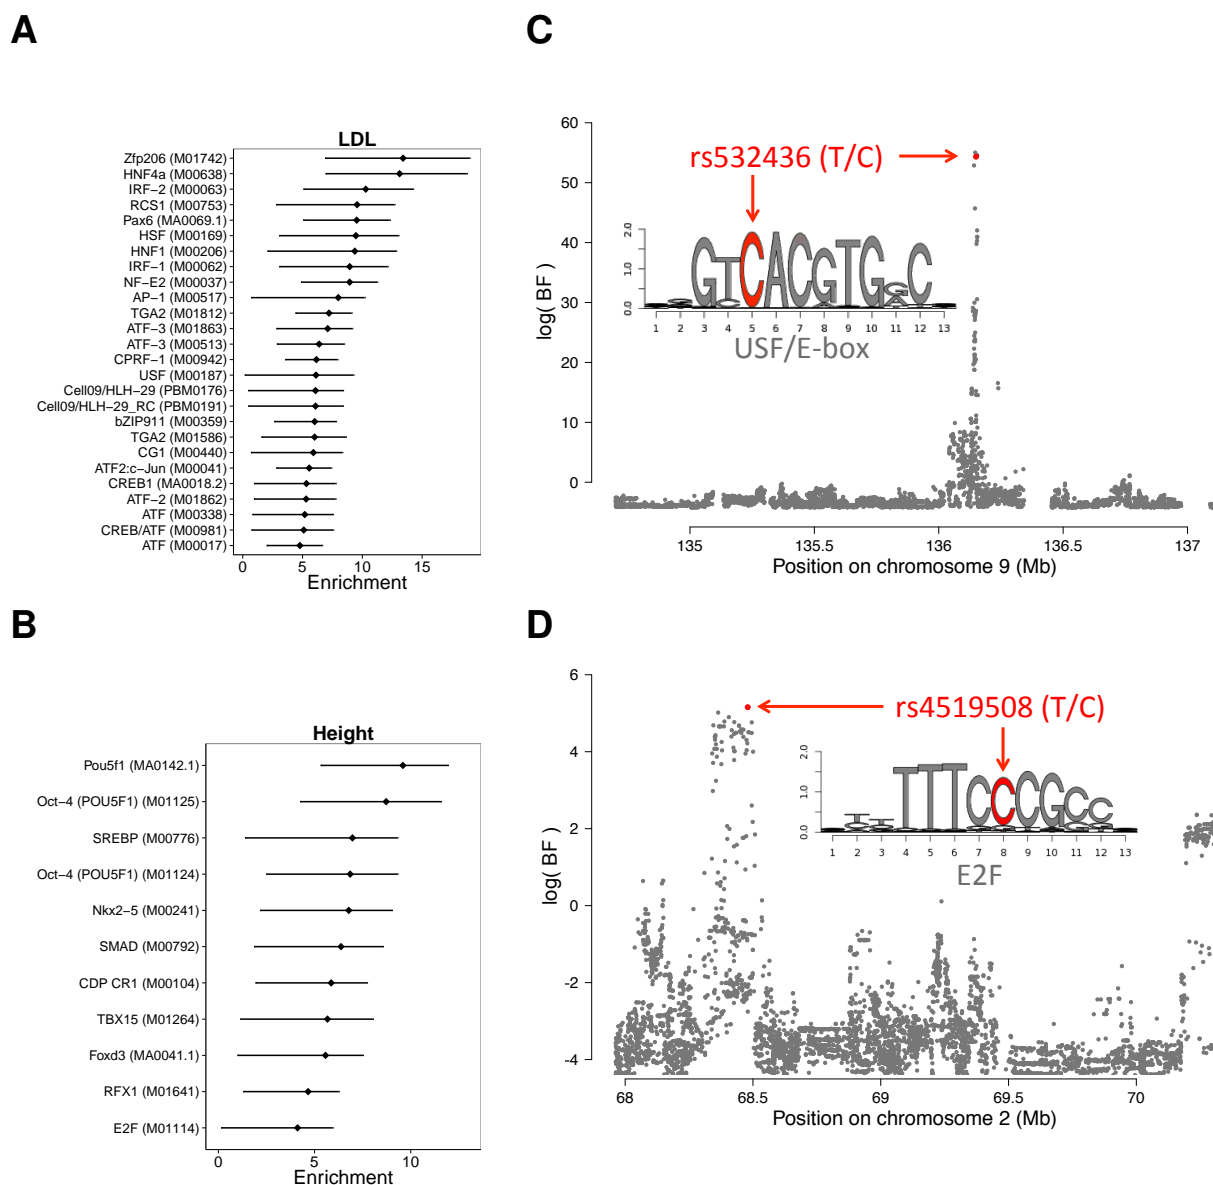 A
LDL
Zfp206 (M01742)
HNF4a (M00638)
IRF−2 (M00063)
RCS1 (M00753)
Pax6 (MA0069.1)
HSF (M00169)
HNF1 (M00206)
IRF−1 (M00062)
NF−E2 (M00037)
AP−1 (M00517)
TGA2 (M01812)
ATF−3 (M01863)
ATF−3 (M00513)
CPRF−1 (M00942)
USF (M00187)
Cell09/HLH−29 (PBM0176)
Cell09/HLH−29_RC (PBM0191)
bZIP911 (M00359)
TGA2 (M01586)
CG1 (M00440)
ATF2:c−Jun (M00041)
CREB1 (MA0018.2)
ATF−2 (M01862)
ATF (M00338)
CREB/ATF (M00981)
ATF (M00017)
0 5 10 15
Enrichment
B
Height
Pou5f1 (MA0142.1)
Oct−4 (POU5F1) (M01125)
SREBP (M00776)
Oct−4 (POU5F1) (M01124)
Nkx2−5 (M00241)
SMAD (M00792)
CDP CR1 (M00104)
TBX15 (M01264)
Foxd3 (MA0041.1)
RFX1 (M01641)
E2F (M01114)
0 5 10
Enrichment
C
60
50
40
30
20
10
0
log( BF )
rs532436 (T/C)
2.0
1.0
0.0
GTCACGTG C
1 2 3 4 5 6 7 8 9 10 11 12 13
USF/E-box
135 135.5 136 136.5 137
Position on chromosome 9 (Mb)
D
6
4
2
0
-2
-4
log( BF )
rs4519508 (T/C)
2.0
1.0
0.0
TTTCCCGCC
1 2 3 4 5 6 7 8 9 10 11 12 13
E2F
68 68.5 69 69.5 70
Position on chromosome 2 (Mb)